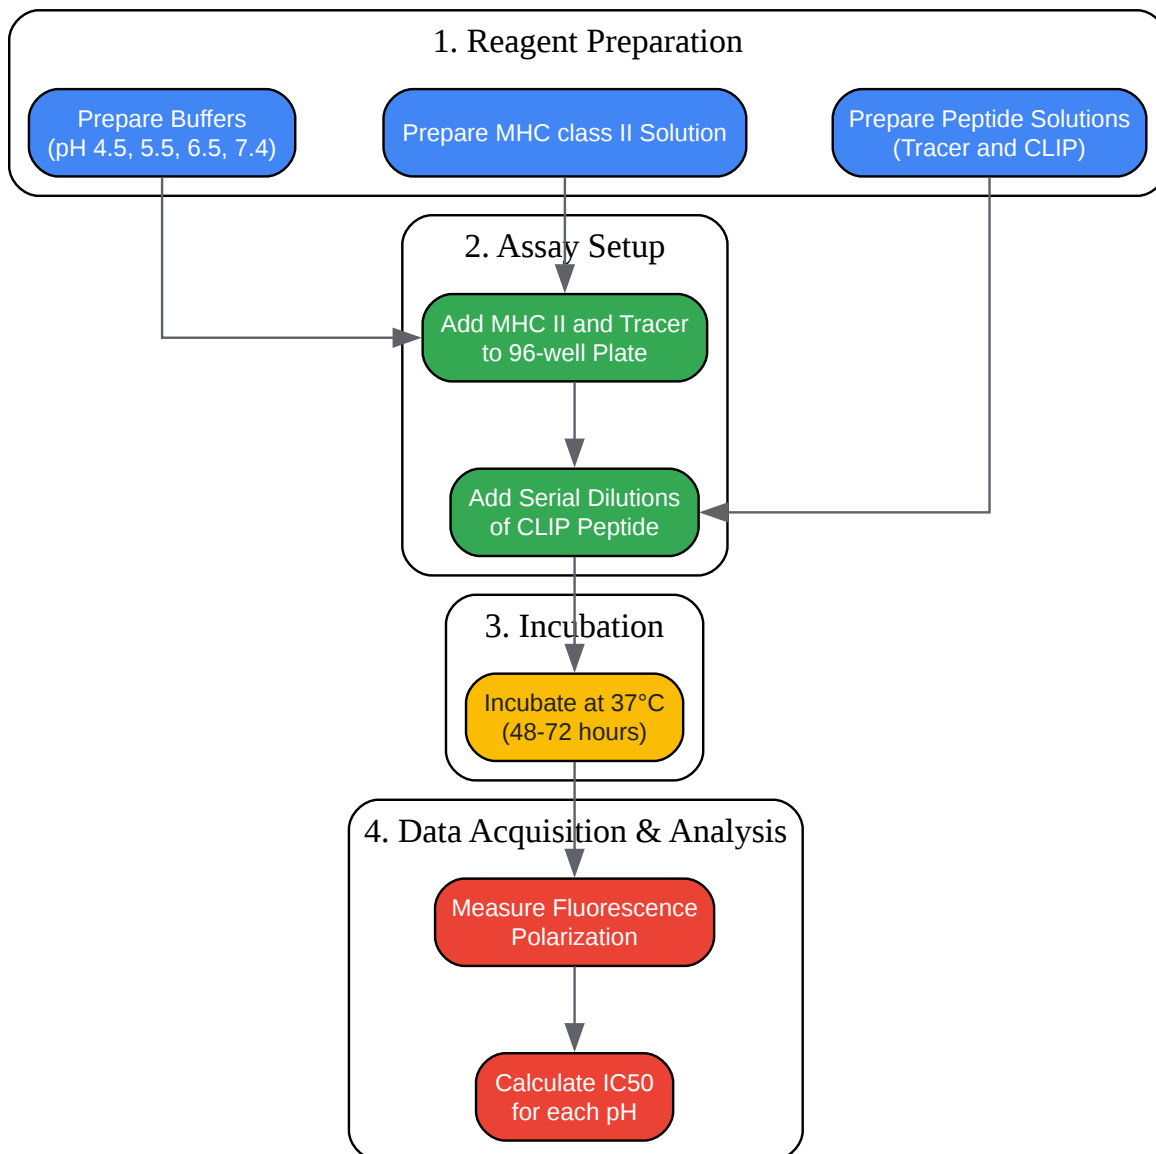 1. Reagent Preparation
Prepare Buffers
(pH 4.5, 5.5, 6.5, 7.4)
Prepare MHC class II Solution
Prepare Peptide Solutions
(Tracer and CLIP)
2. Assay Setup
Add MHC II and Tracer
to 96-well Plate
Add Serial Dilutions
of CLIP Peptide
3. Incubation
Incubate at 37°C
(48-72 hours)
4. Data Acquisition & Analysis
Measure Fluorescence
Polarization
Calculate IC50
for each pH